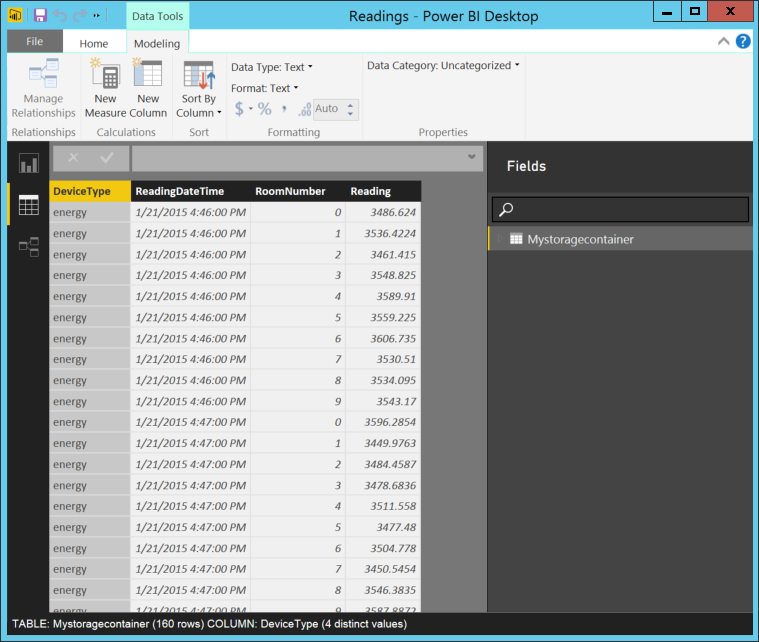 Data Tools
Readings - Power BI Desktop
File Home Modeling
Manage Relationships
Relationships
New Measure
New Column
Calculations
Sort By Column
Sort
Data Type: Text
Format: Text
$ % , .00 Auto
Formatting
Data Category: Uncategorized
Properties
Fields
Mystoragecontainer
DeviceType ReadingDateTime RoomNumber Reading
energy 1/21/2015 4:46:00 PM 0 3486.624
energy 1/21/2015 4:46:00 PM 1 3536.4224
energy 1/21/2015 4:46:00 PM 2 3461.415
energy 1/21/2015 4:46:00 PM 3 3548.825
energy 1/21/2015 4:46:00 PM 4 3589.91
energy 1/21/2015 4:46:00 PM 5 3559.225
energy 1/21/2015 4:46:00 PM 6 3606.735
energy 1/21/2015 4:46:00 PM 7 3530.51
energy 1/21/2015 4:46:00 PM 8 3534.095
energy 1/21/2015 4:46:00 PM 9 3543.17
energy 1/21/2015 4:47:00 PM 0 3596.2854
energy 1/21/2015 4:47:00 PM 1 3449.9763
energy 1/21/2015 4:47:00 PM 2 3484.4587
energy 1/21/2015 4:47:00 PM 3 3478.6836
energy 1/21/2015 4:47:00 PM 4 3511.558
energy 1/21/2015 4:47:00 PM 5 3477.48
energy 1/21/2015 4:47:00 PM 6 3504.778
energy 1/21/2015 4:47:00 PM 7 3450.5454
energy 1/21/2015 4:47:00 PM 8 3546.3835
energy 1/21/2015 4:47:00 PM 9 3587.8872
TABLE: Mystoragecontainer (160 rows) COLUMN: DeviceType (4 distinct values)